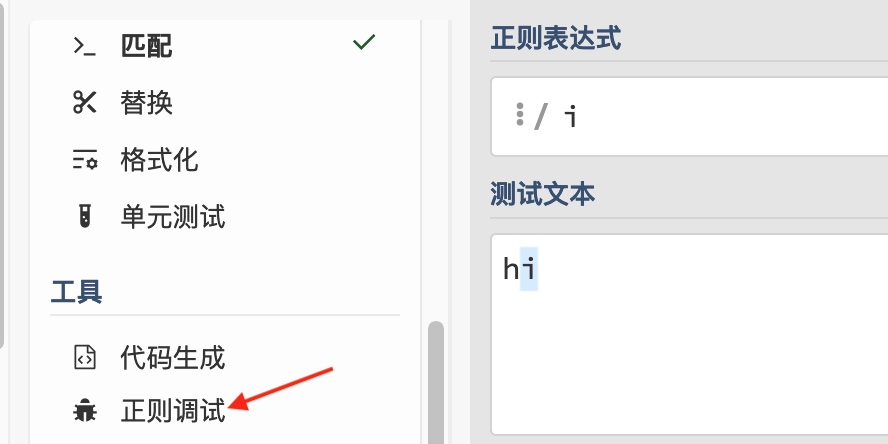 匹配
替换
格式化
单元测试
工具
代码生成
正则调试
正则表达式
/ i
测试文本
hi